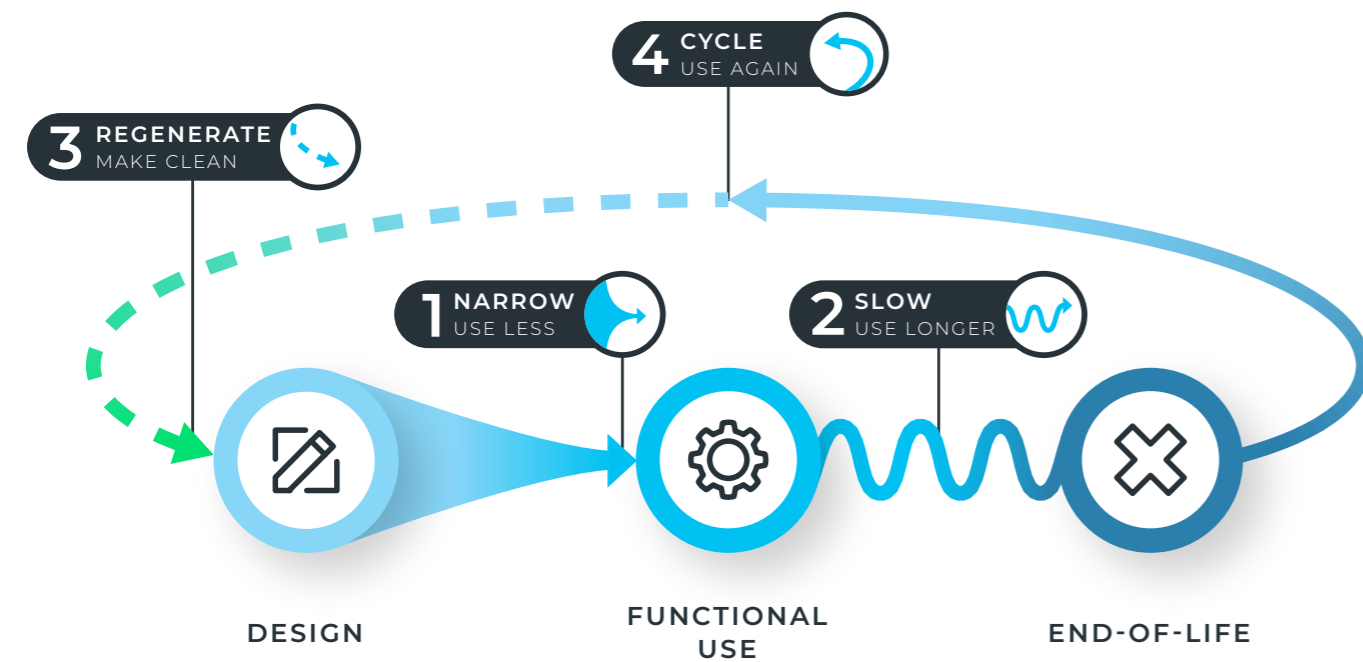 4 CYCLE
USE AGAIN
3 REGENERATE
MAKE CLEAN
1 NARROW
USE LESS
2 SLOW
USE LONGER
DESIGN
FUNCTIONAL
USE
END-OF-LIFE